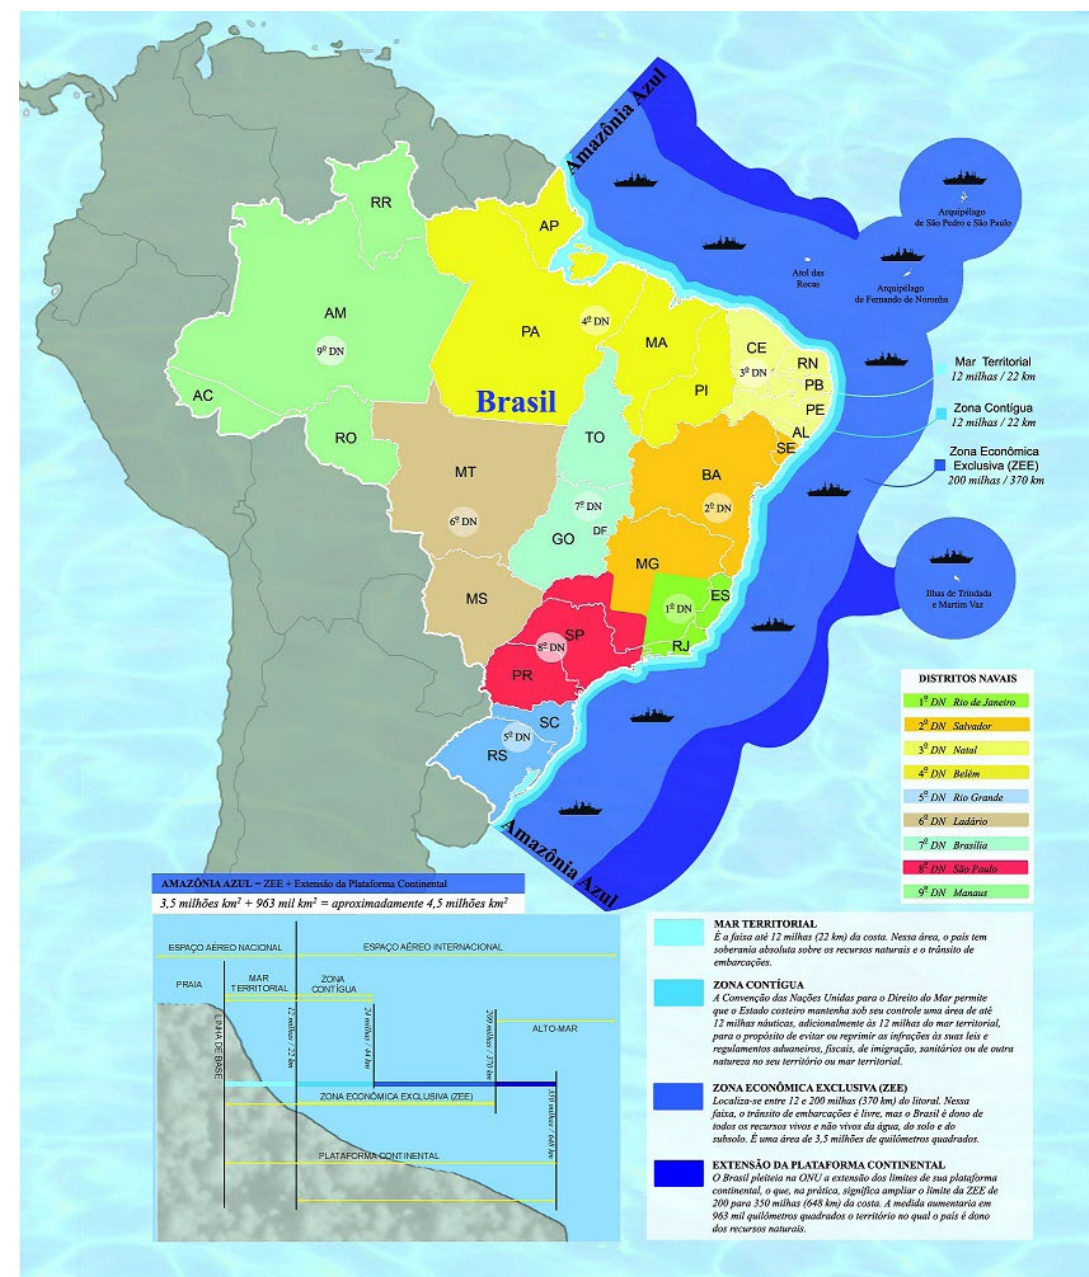 Amazônia Azul
Arquipélago
de São Pedro e São Paulo
Atol das
Rocas
Arquipélago
de Fernando de Noronha
RR
AP
AM
9º DN
PA
4º DN
MA
CE
3º DN
RN
PB
PE
PI
AL
SE
AC
RO
Brasil
TO
MT
6º DN
BA
2º DN
7º DN
DF
GO
MG
MS
ES
1º DN
RJ
SP
8º DN
PR
SC
5º DN
RS
Mar Territorial
12 milhas / 22 km
Zona Contígua
12 milhas / 22 km
Zona Econômica
Exclusiva (ZEE)
200 milhas / 370 km
Ilhas de Trindada
e Martim Vaz
Amazônia Azul
DISTRITOS NAVAIS
1º DN Rio de Janeiro
2º DN Salvador
3º DN Natal
4º DN Belém
5º DN Rio Grande
6º DN Ladário
7º DN Brasília
8º DN São Paulo
9º DN Manaus
AMAZÔNIA AZUL = ZEE + Extensão da Plataforma Continental
3,5 milhões km² + 963 mil km² = aproximadamente 4,5 milhões km²
ESPAÇO AÉREO NACIONAL
ESPAÇO AÉREO INTERNACIONAL
PRAIA
MAR
TERRITORIAL
ZONA
CONTÍGUA
ALTO-MAR
LINHA DE BASE
12 milhas / 22 km
24 milhas / 44 km
200 milhas / 370 km
350 milhas / 648 km
ZONA ECONÔMICA EXCLUSIVA (ZEE)
PLATAFORMA CONTINENTAL
MAR TERRITORIAL
É a faixa até 12 milhas (22 km) da costa. Nessa área, o país tem
soberania absoluta sobre os recursos naturais e o trânsito de
embarcações.
ZONA CONTÍGUA
A Convenção das Nações Unidas para o Direito do Mar permite
que o Estado costeiro mantenha sob seu controle uma área de até
12 milhas náuticas, adicionalmente às 12 milhas do mar territorial,
para o propósito de evitar ou reprimir as infrações às suas leis e
regulamentos aduaneiros, fiscais, de imigração, sanitários ou de outra
natureza no seu território ou mar territorial.
ZONA ECONÔMICA EXCLUSIVA (ZEE)
Localiza-se entre 12 e 200 milhas (370 km) do litoral. Nessa
faixa, o trânsito de embarcações é livre, mas o Brasil é dono de
todos os recursos vivos e não vivos da água, do solo e do
subsolo. É uma área de 3,5 milhões de quilômetros quadrados.
EXTENSÃO DA PLATAFORMA CONTINENTAL
O Brasil pleiteia na ONU a extensão dos limites de sua plataforma
continental, o que, na prática, significa ampliar o limite da ZEE de
200 para 350 milhas (648 km) da costa. A medida aumentaria em
963 mil quilômetros quadrados o território no qual o país é dono
dos recursos naturais.